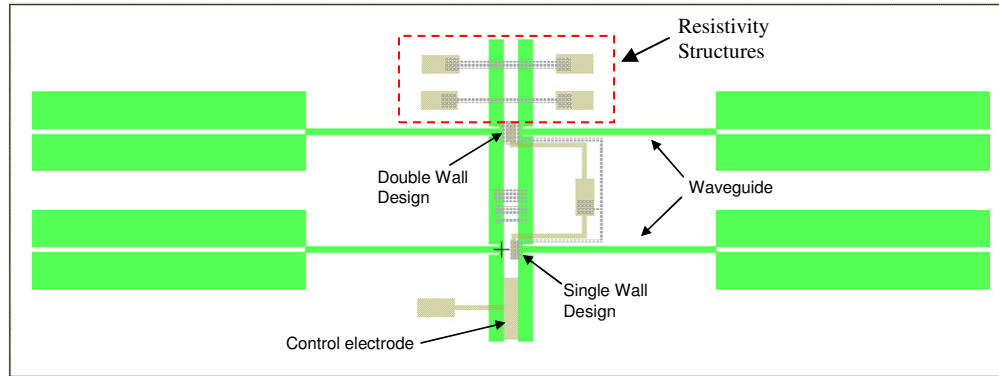 Resistivity
Structures
Double Wall
Design
Waveguide
Single Wall
Design
Control electrode